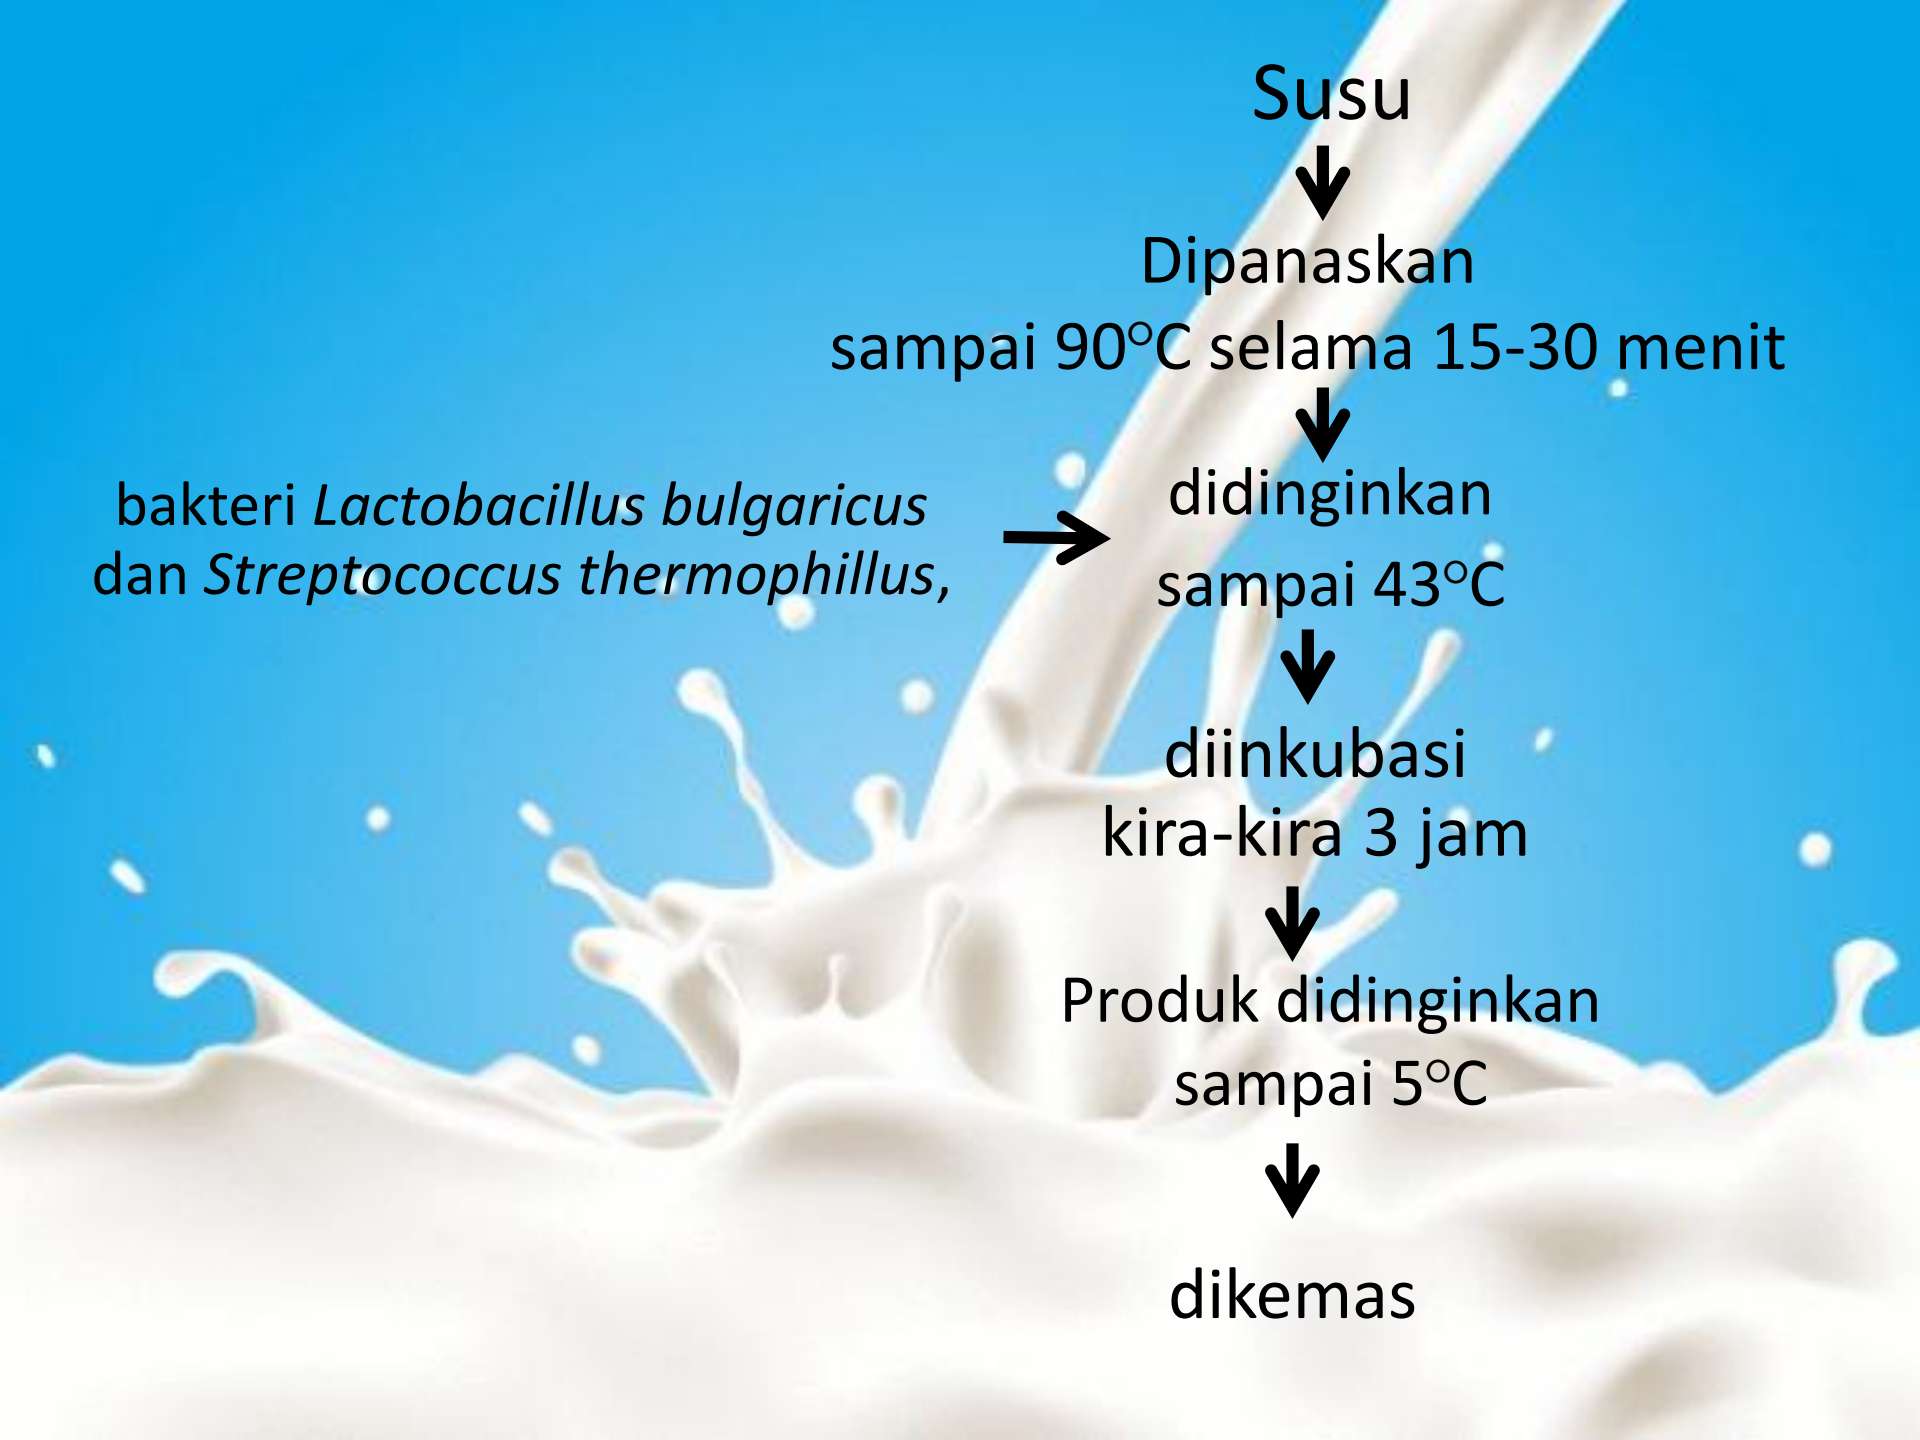 Susu
Dipanaskan
sampai 90°C selama 15-30 menit
bakteri Lactobacillus bulgaricus
dan Streptococcus thermophillus,
didinginkan
sampai 43°C
diinkubasi
kira-kira 3 jam
Produk didinginkan
sampai 5°C
dikemas